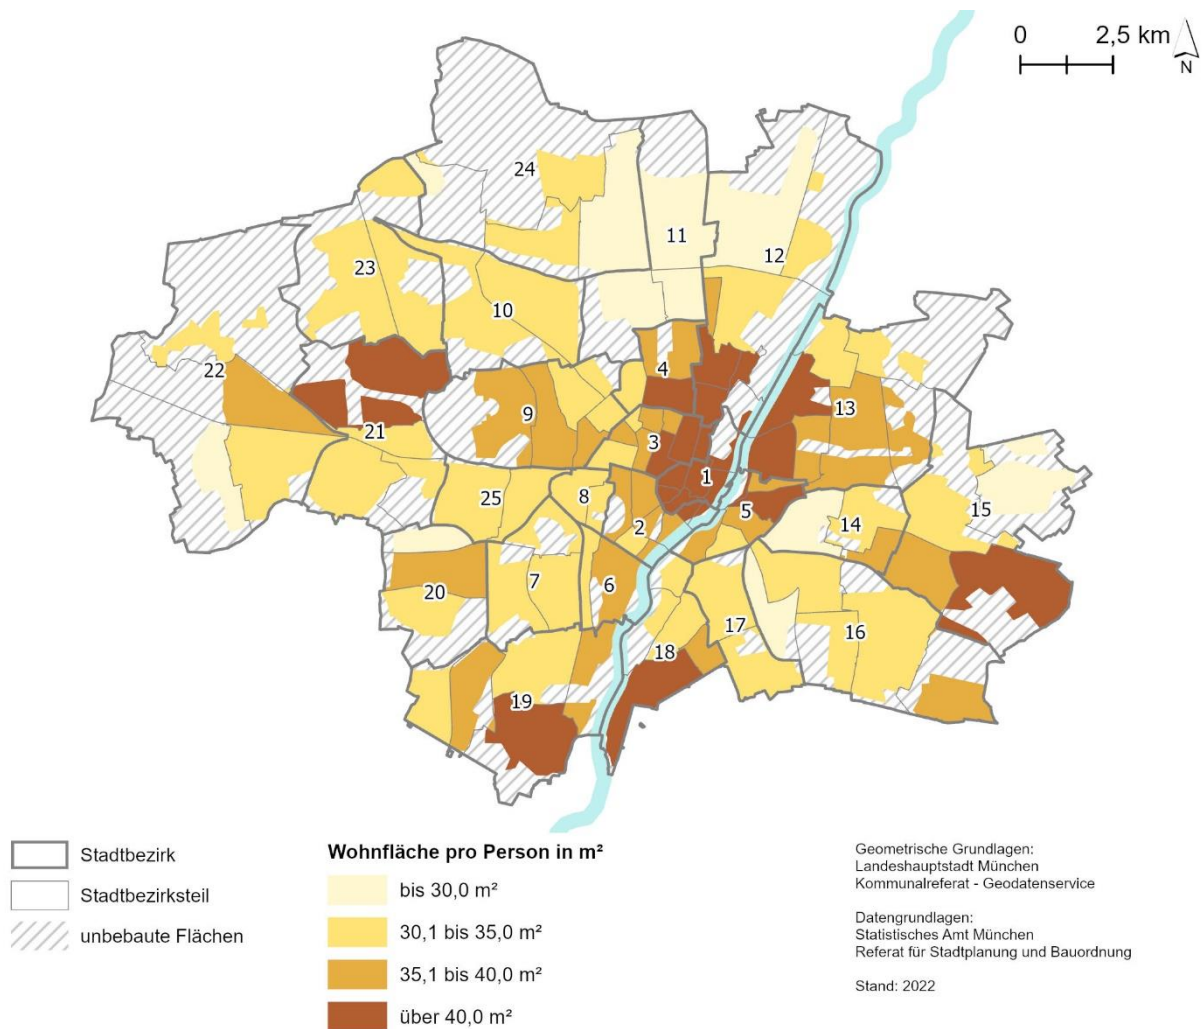 0 2,5 km
N
24
11
12
23
10
22
4
9
13
21
3
1
15
25
8
5
14
2
7
6
20
17
16
18
19
Stadtbezirk
Stadtbezirksteil
unbebaute Flächen
Wohnfläche pro Person in m²
bis 30,0 m²
30,1 bis 35,0 m²
35,1 bis 40,0 m²
über 40,0 m²
Geometrische Grundlagen:
Landeshauptstadt München
Kommunalreferat - Geodatenservice
Datengrundlagen:
Statistisches Amt München
Referat für Stadtplanung und Bauordnung
Stand: 2022